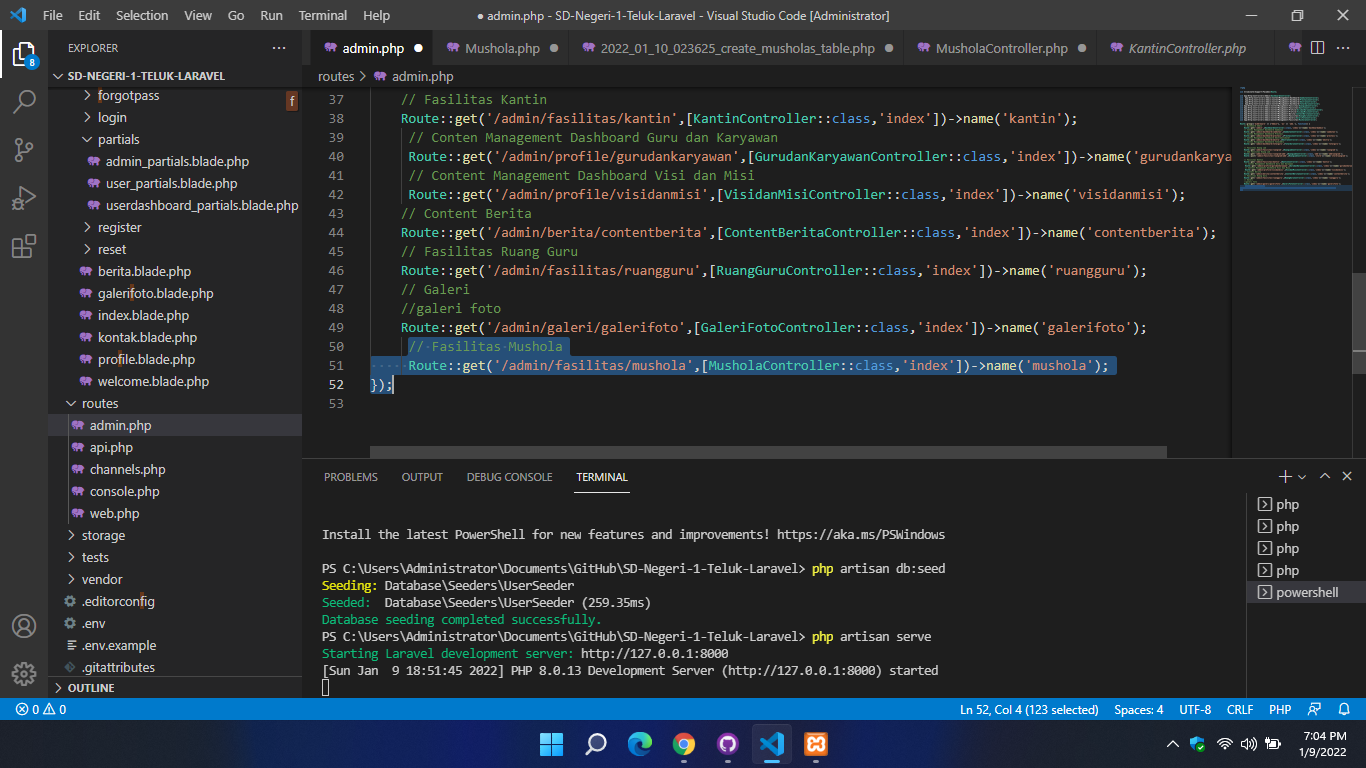 File Edit Selection View Go Run Terminal Help
● admin.php - SD-Negeri-1-Teluk-Laravel - Visual Studio Code [Administrator]
EXPLORER
admin.php
Mushola.php
2022_01_10_023625_create_musholas_table.php
MusholaController.php
KantinController.php
SD-NEGERI-1-TELUK-LARAVEL
routes > admin.php
forgotpass
f
login
partials
admin_partials.blade.php
user_partials.blade.php
userdashboard_partials.blade.php
register
reset
berita.blade.php
galerifoto.blade.php
index.blade.php
kontak.blade.php
profile.blade.php
welcome.blade.php
routes
admin.php
api.php
channels.php
console.php
web.php
storage
tests
vendor
.editorconfig
.env
.env.example
.gitattributes
OUTLINE
37 // Fasilitas Kantin
38 Route::get('/admin/fasilitas/kantin',[KantinController::class,'index'])->name('kantin');
39 // Conten Management Dashboard Guru dan Karyawan
40 Route::get('/admin/profile/gurudankaryawan',[GurudanKaryawanController::class,'index'])->name('gurudankarya
41 // Content Management Dashboard Visi dan Misi
42 Route::get('/admin/profile/visidanmisi',[VisidanMisiController::class,'index'])->name('visidanmisi');
43 // Content Berita
44 Route::get('/admin/berita/contentberita',[ContentBeritaController::class,'index'])->name('contentberita');
45 // Fasilitas Ruang Guru
46 Route::get('/admin/fasilitas/ruangguru',[RuangGuruController::class,'index'])->name('ruangguru');
47 // Galeri
48 //galeri foto
49 Route::get('/admin/galeri/galerifoto',[GaleriFotoController::class,'index'])->name('galerifoto');
50 // Fasilitas Mushola
51 Route::get('/admin/fasilitas/mushola',[MusholaController::class,'index'])->name('mushola');
52 });
53
PROBLEMS OUTPUT DEBUG CONSOLE TERMINAL
Install the latest PowerShell for new features and improvements! https://aka.ms/PSWindows
PS C:\Users\Administrator\Documents\GitHub\SD-Negeri-1-Teluk-Laravel> php artisan db:seed
Seeding: Database\Seeders\UserSeeder
Seeded:  Database\Seeders\UserSeeder (259.35ms)
Database seeding completed successfully.
PS C:\Users\Administrator\Documents\GitHub\SD-Negeri-1-Teluk-Laravel> php artisan serve
Starting Laravel development server: http://127.0.0.1:8000
[Sun Jan  9 18:51:45 2022] PHP 8.0.13 Development Server (http://127.0.0.1:8000) started
php
php
php
php
powershell
8
0 0
Ln 52, Col 4 (123 selected) Spaces: 4 UTF-8 CRLF PHP
7:04 PM
1/9/2022